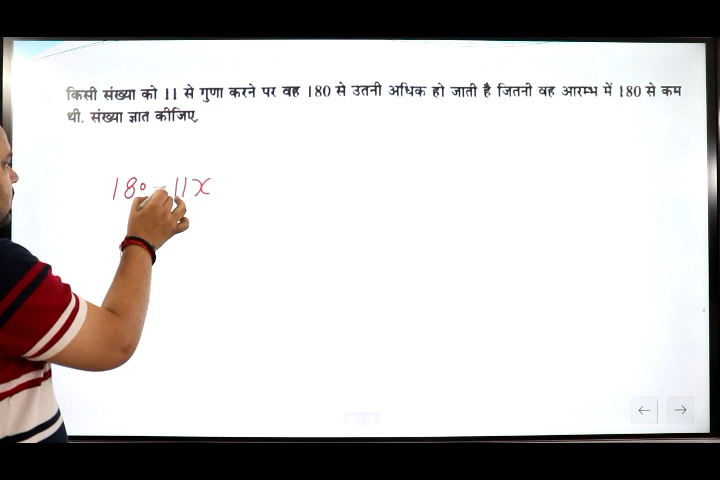 किसी संख्या को 11 से गुणा करने पर वह 180 से उतनी अधिक हो जाती है जितनी वह आरम्भ में 180 से कम
थी. संख्या ज्ञात कीजिए.
180 - 11x